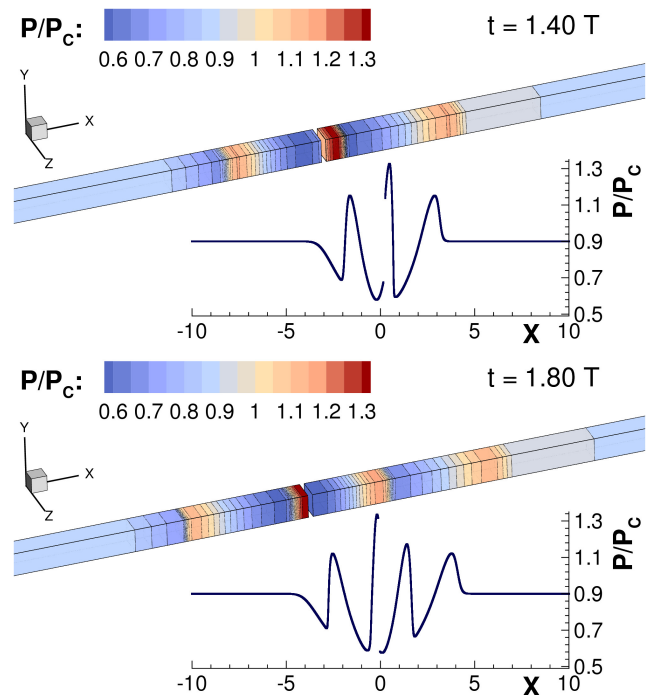 P/P_C:
t = 1.40 T
0.6 0.7 0.8 0.9 1 1.1 1.2 1.3
Y
X
Z
1.3
1.1
0.9
0.7
0.5
P/P_C
-10 -5 0 5 10
X
P/P_C:
t = 1.80 T
0.6 0.7 0.8 0.9 1 1.1 1.2 1.3
Y
X
Z
1.3
1.1
0.9
0.7
0.5
P/P_C
-10 -5 0 5 10
X